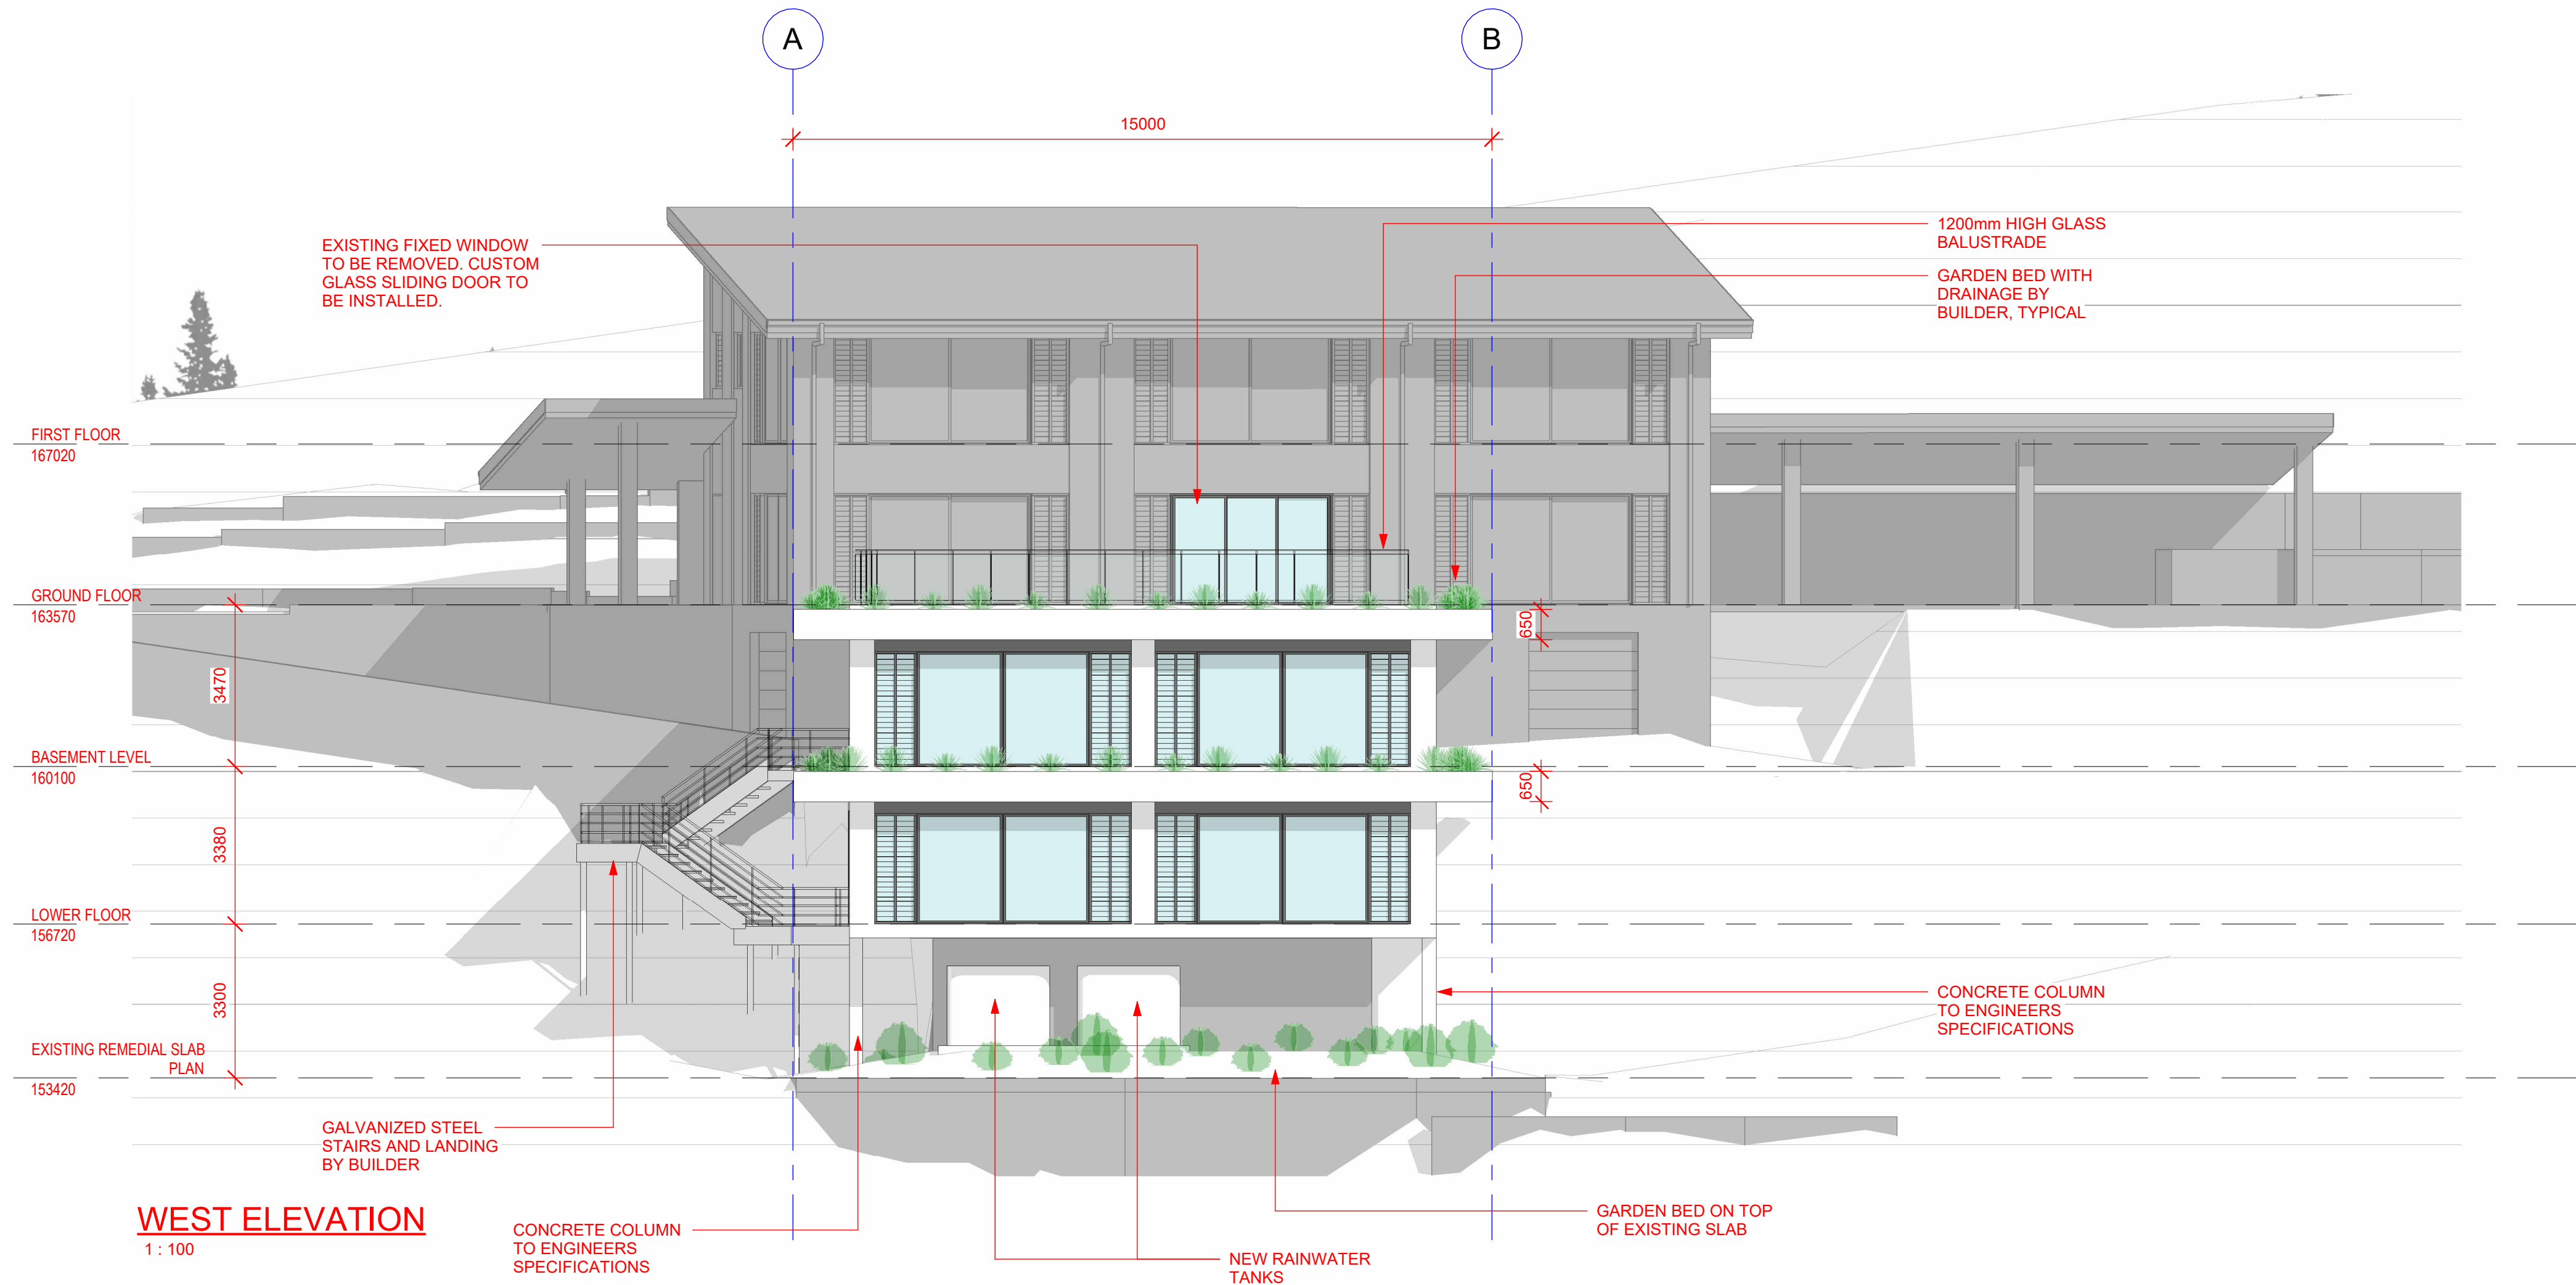 A
B
15000
EXISTING FIXED WINDOW
TO BE REMOVED. CUSTOM
GLASS SLIDING DOOR TO
BE INSTALLED.
1200mm HIGH GLASS
BALUSTRADE
GARDEN BED WITH
DRAINAGE BY
BUILDER, TYPICAL
FIRST FLOOR
167020
GROUND FLOOR
163570
650
3470
BASEMENT LEVEL
160100
650
3380
LOWER FLOOR
156720
3300
CONCRETE COLUMN
TO ENGINEERS
SPECIFICATIONS
EXISTING REMEDIAL SLAB
PLAN
153420
GALVANIZED STEEL
STAIRS AND LANDING
BY BUILDER
WEST ELEVATION
1 : 100
CONCRETE COLUMN
TO ENGINEERS
SPECIFICATIONS
NEW RAINWATER
TANKS
GARDEN BED ON TOP
OF EXISTING SLAB